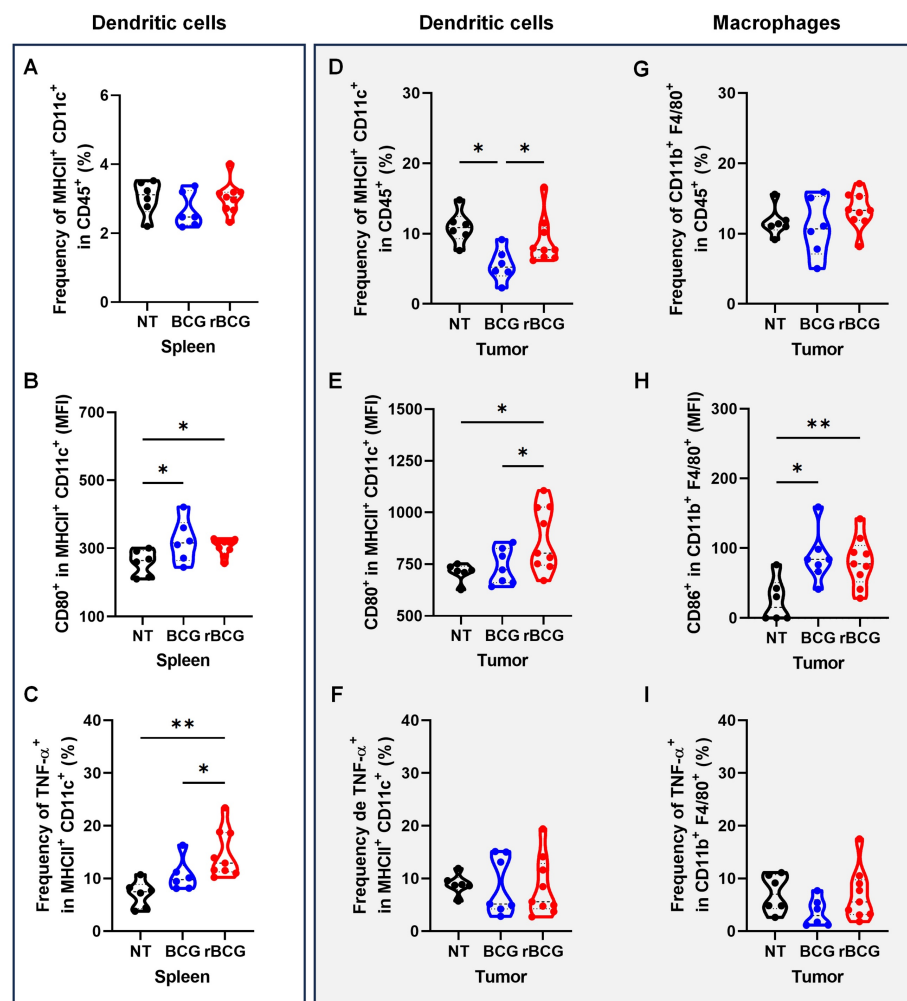 Dendritic cells
Dendritic cells
Macrophages
A
Frequency of MHCII⁺ CD11c⁺
in CD45⁺ (%)
6
4
2
0
NT BCG rBCG
Spleen
D
Frequency of MHCII⁺ CD11c⁺
in CD45⁺ (%)
30
20
10
0
*
*
NT BCG rBCG
Tumor
G
Frequency of CD11b⁺ F4/80⁺
in CD45⁺ (%)
30
20
10
0
NT BCG rBCG
Tumor
B
CD80⁺ in MHCII⁺ CD11c⁺ (MFI)
700
500
300
100
*
*
NT BCG rBCG
Spleen
E
CD80⁺ in MHCII⁺ CD11c⁺ (MFI)
1500
1250
1000
750
500
*
*
NT BCG rBCG
Tumor
H
CD86⁺ in CD11b⁺ F4/80⁺ (MFI)
300
200
100
0
**
*
NT BCG rBCG
Tumor
C
Frequency of TNF-α⁺
in MHCII⁺ CD11c⁺ (%)
40
30
20
10
0
**
*
NT BCG rBCG
Spleen
F
Frequency de TNF-α⁺
in MHCII⁺ CD11c⁺ (%)
40
30
20
10
0
NT BCG rBCG
Tumor
I
Frequency of TNF-α⁺
in CD11b⁺ F4/80⁺ (%)
40
30
20
10
0
NT BCG rBCG
Tumor